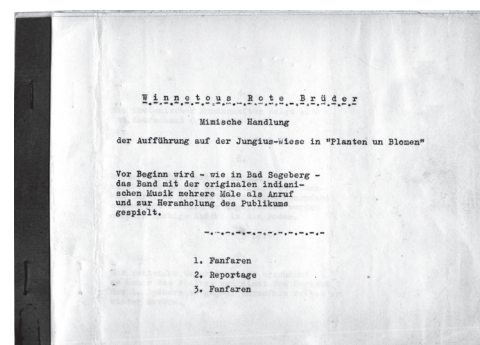 Winnetous Rote Brüder
Mimische Handlung
der Aufführung auf der Jungius-Wiese in "Planten un Blomen"
Vor Beginn wird - wie in Bad Segeberg -
das Band mit der originalen indiani-
schen Musik mehrere Male als Anruf
und zur Heranholung des Publikums
gespielt.
-.-.-.-.-.-.-.-.-.-
1. Fanfaren
2. Reportage
3. Fanfaren